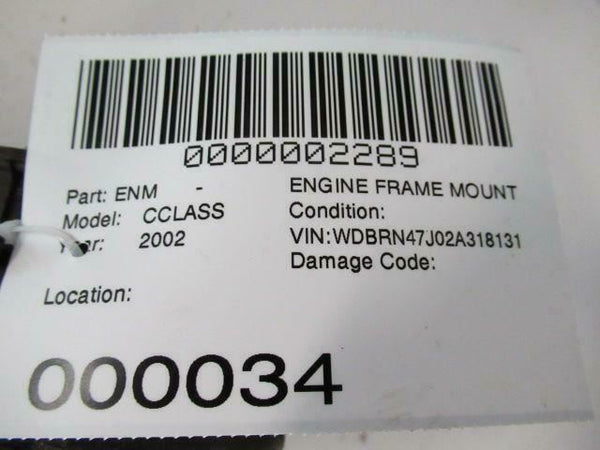 0000002289
Part: ENM - ENGINE FRAME MOUNT
Model: CCLASS Condition:
2002 VIN:WDBRN47J02A318131
Damage Code:
Location:
000034